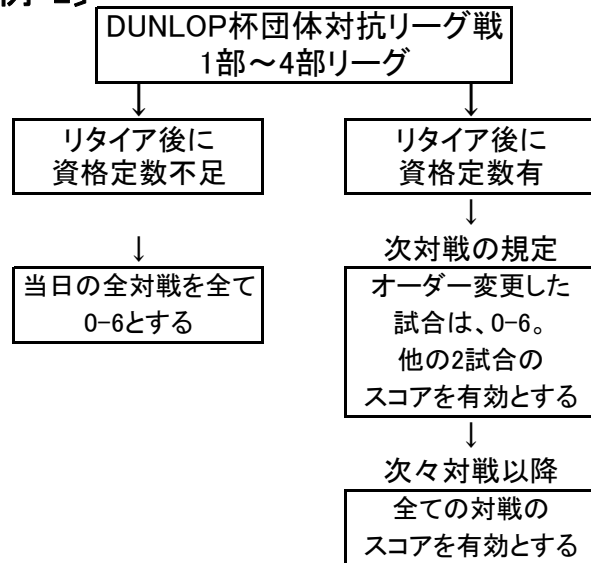 例 2)
DUNLOP杯団体対抗リーグ戦
1部～4部リーグ
↓
↓
リタイア後に
資格定数不足
↓
当日の全対戦を全て
0-6とする
リタイア後に
資格定数有
↓
次対戦の規定
オーダー変更した
試合は、0-6。
他の2試合の
スコアを有効とする
↓
次々対戦以降
全ての対戦の
スコアを有効とする